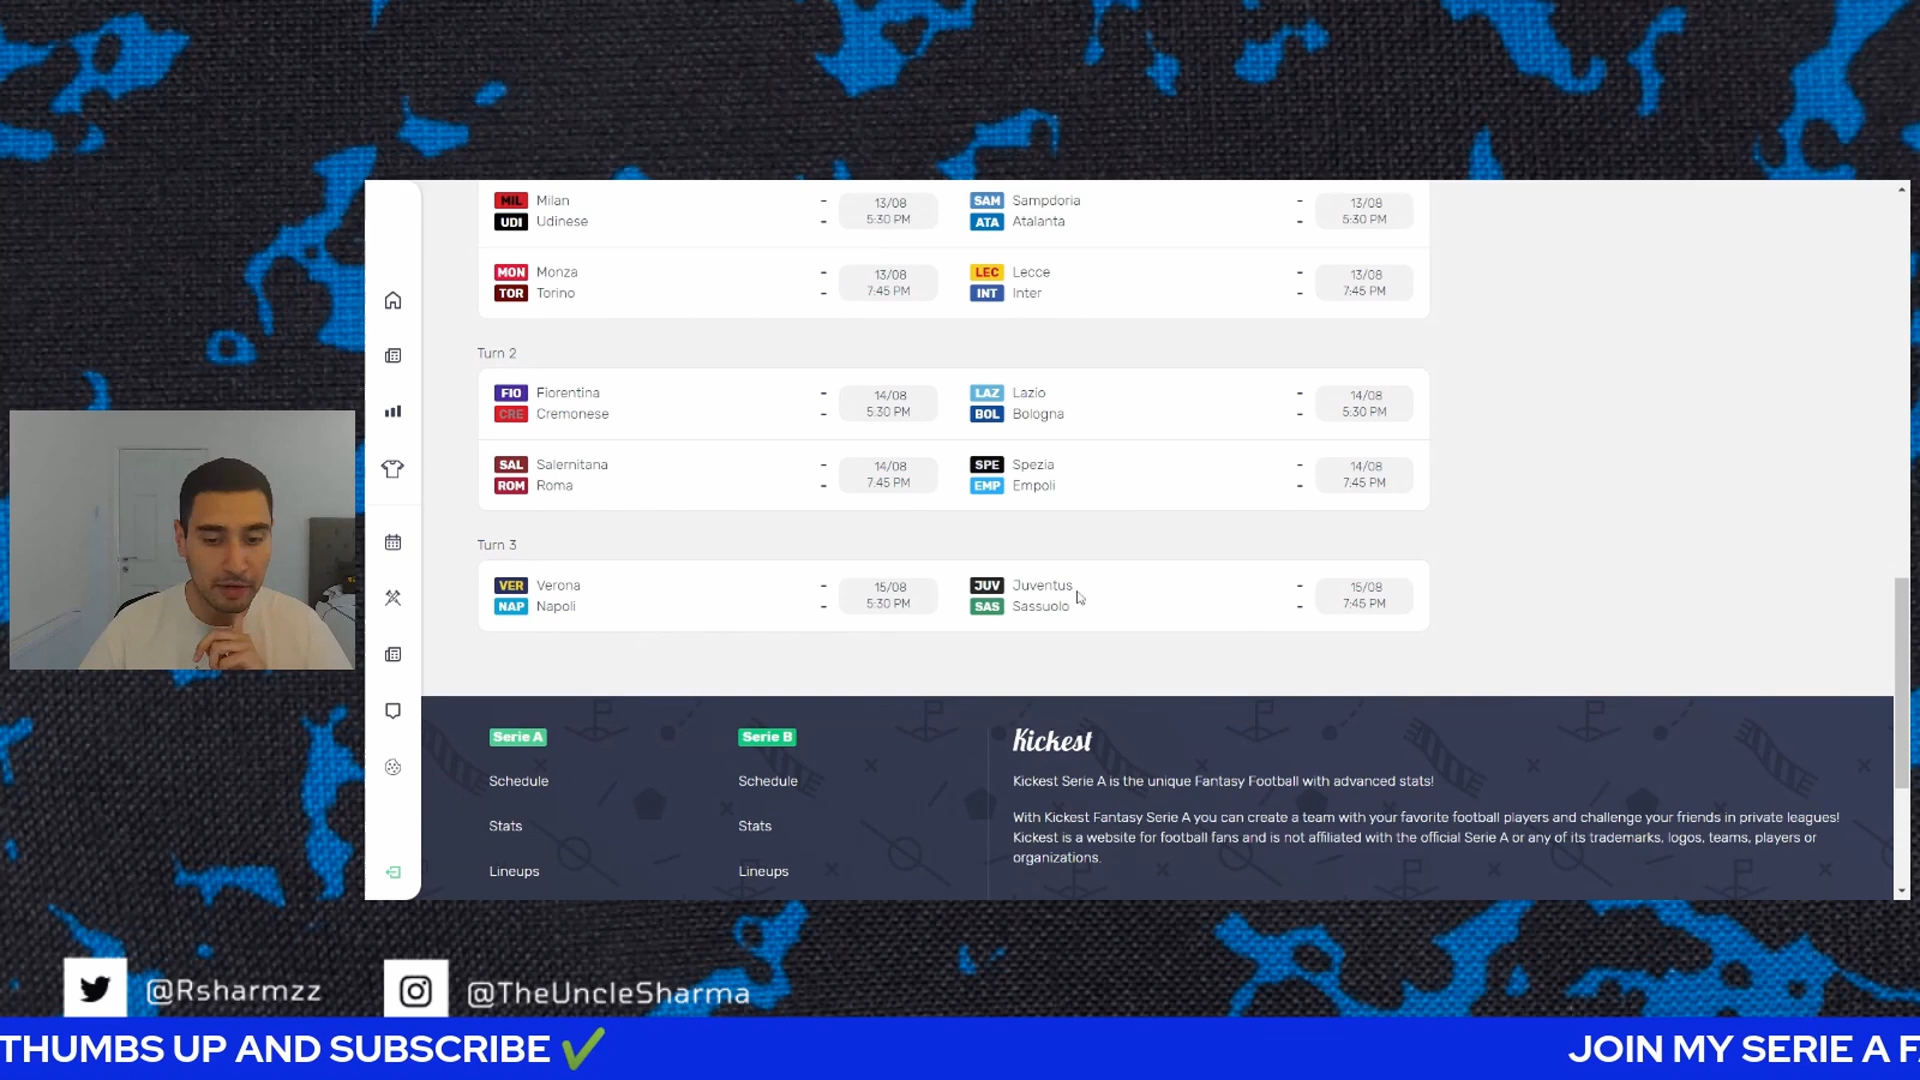 MIL Milan - 13/08 5:30 PM SAM Sampdoria - 13/08 5:30 PM
UDI Udinese - ATA Atalanta -
MON Monza - 13/08 7:45 PM LEC Lecce - 13/08 7:45 PM
TOR Torino - INT Inter -
Turn 2
FIO Fiorentina - 14/08 5:30 PM LAZ Lazio - 14/08 5:30 PM
CRE Cremonese - BOL Bologna -
SAL Salernitana - 14/08 7:45 PM SPE Spezia - 14/08 7:45 PM
ROM Roma - EMP Empoli -
Turn 3
VER Verona - 15/08 5:30 PM JUV Juventus - 15/08 7:45 PM
NAP Napoli - SAS Sassuolo -
Serie A
Schedule
Stats
Lineups
Serie B
Schedule
Stats
Lineups
Kickest
Kickest Serie A is the unique Fantasy Football with advanced stats!
With Kickest Fantasy Serie A you can create a team with your favorite football players and challenge your friends in private leagues!
Kickest is a website for football fans and is not affiliated with the official Serie A or any of its trademarks, logos, teams, players or
organizations.
@Rsharmzz @TheUncleSharma
THUMBS UP AND SUBSCRIBE ✔ JOIN MY SERIE A FA